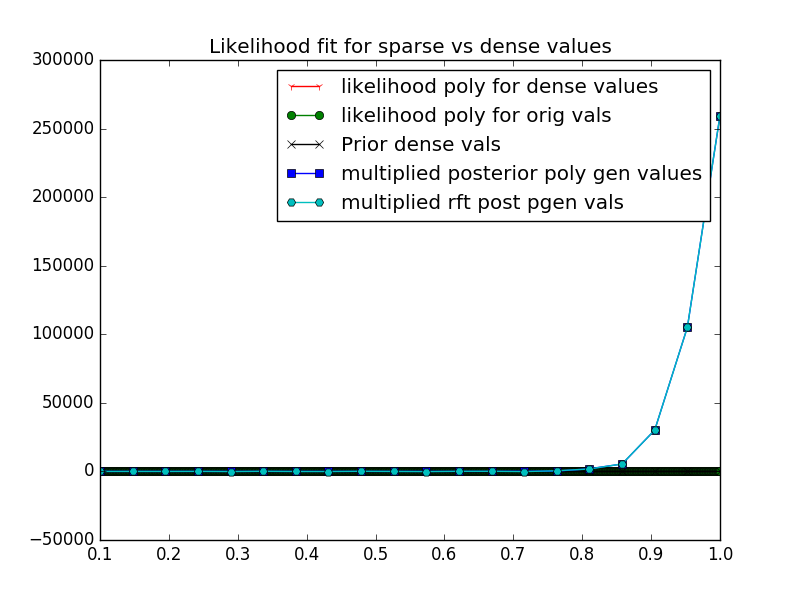 Likelihood fit for sparse vs dense values
300000
250000
200000
150000
100000
50000
0
−50000
likelihood poly for dense values
likelihood poly for orig vals
Prior dense vals
multiplied posterior poly gen values
multiplied rft post pgen vals
0.1 0.2 0.3 0.4 0.5 0.6 0.7 0.8 0.9 1.0